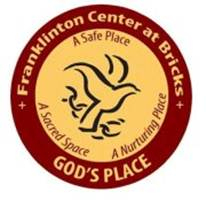 + Franklinton Center at Bricks +
A Safe Place
A Sacred Space
A Nurturing Place
GOD'S PLACE